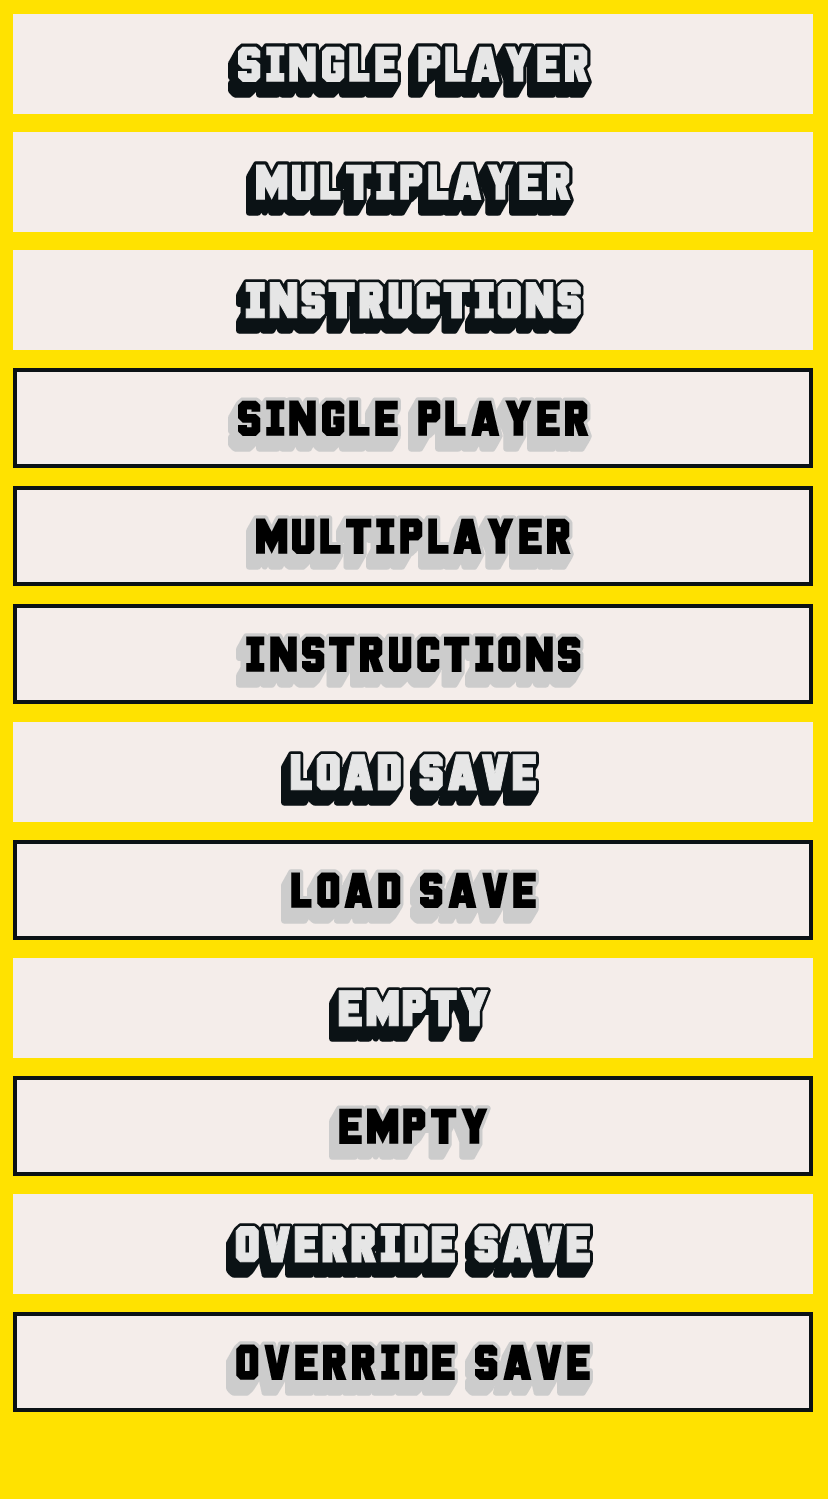 SINGLE PLAYER
MULTIPLAYER
INSTRUCTIONS
SINGLE PLAYER
MULTIPLAYER
INSTRUCTIONS
LOAD SAVE
LOAD SAVE
EMPTY
EMPTY
OVERRIDE SAVE
OVERRIDE SAVE